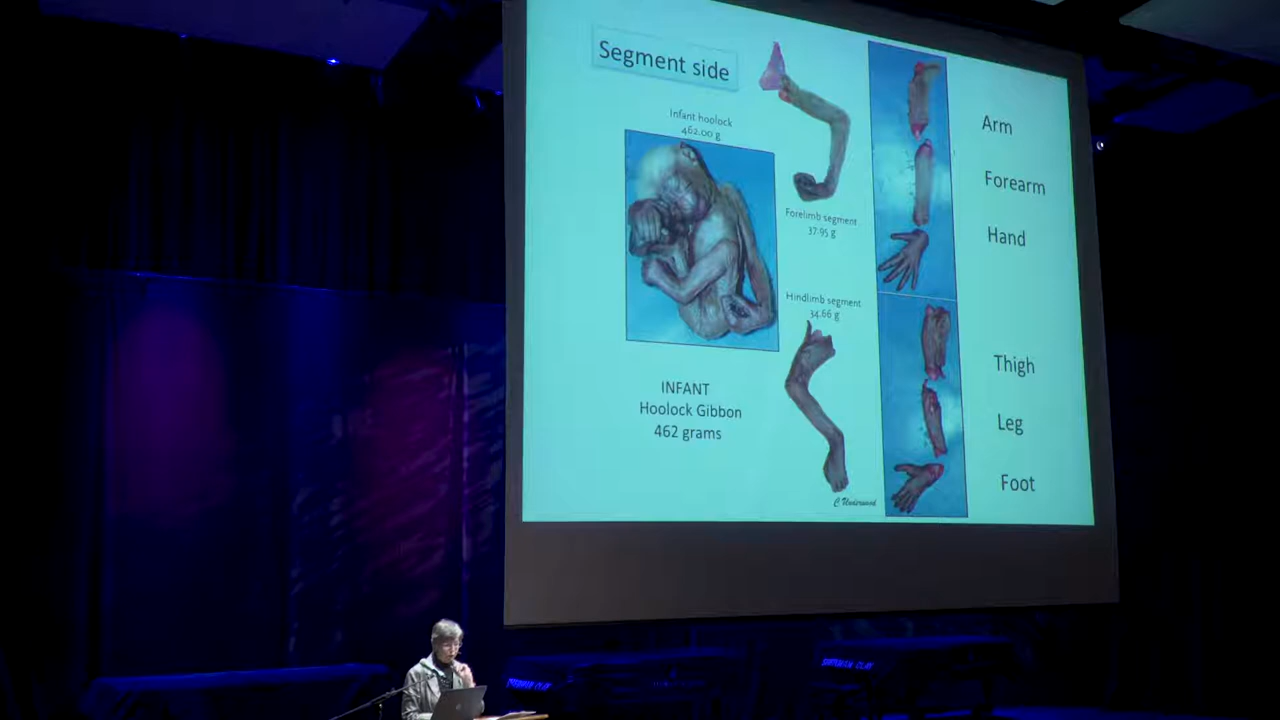 Segment side
Infant hoolock
462.00 g
Forelimb segment
37.95 g
Hindlimb segment
34.66 g
INFANT
Hoolock Gibbon
462 grams
C Underwood
Arm
Forearm
Hand
Thigh
Leg
Foot